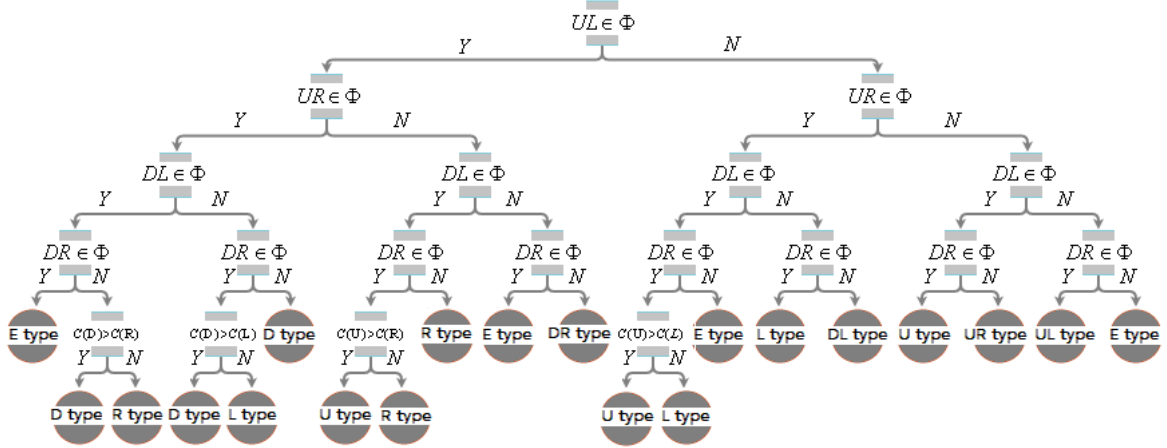 UL ∈ Φ
Y N
UR ∈ Φ UR ∈ Φ
Y N Y N
DL ∈ Φ DL ∈ Φ DL ∈ Φ DL ∈ Φ
Y N Y N Y N Y N
DR ∈ Φ DR ∈ Φ DR ∈ Φ DR ∈ Φ DR ∈ Φ DR ∈ Φ DR ∈ Φ DR ∈ Φ
Y N Y N Y N Y N Y N Y N Y N Y N
E type C(D)>C(R) C(D)>C(L) D type C(U)>C(R) R type E type DR type C(U)>C(L) E type L type DL type U type UR type UL type E type
Y N Y N Y N Y N
D type R type D type L type U type R type U type L type